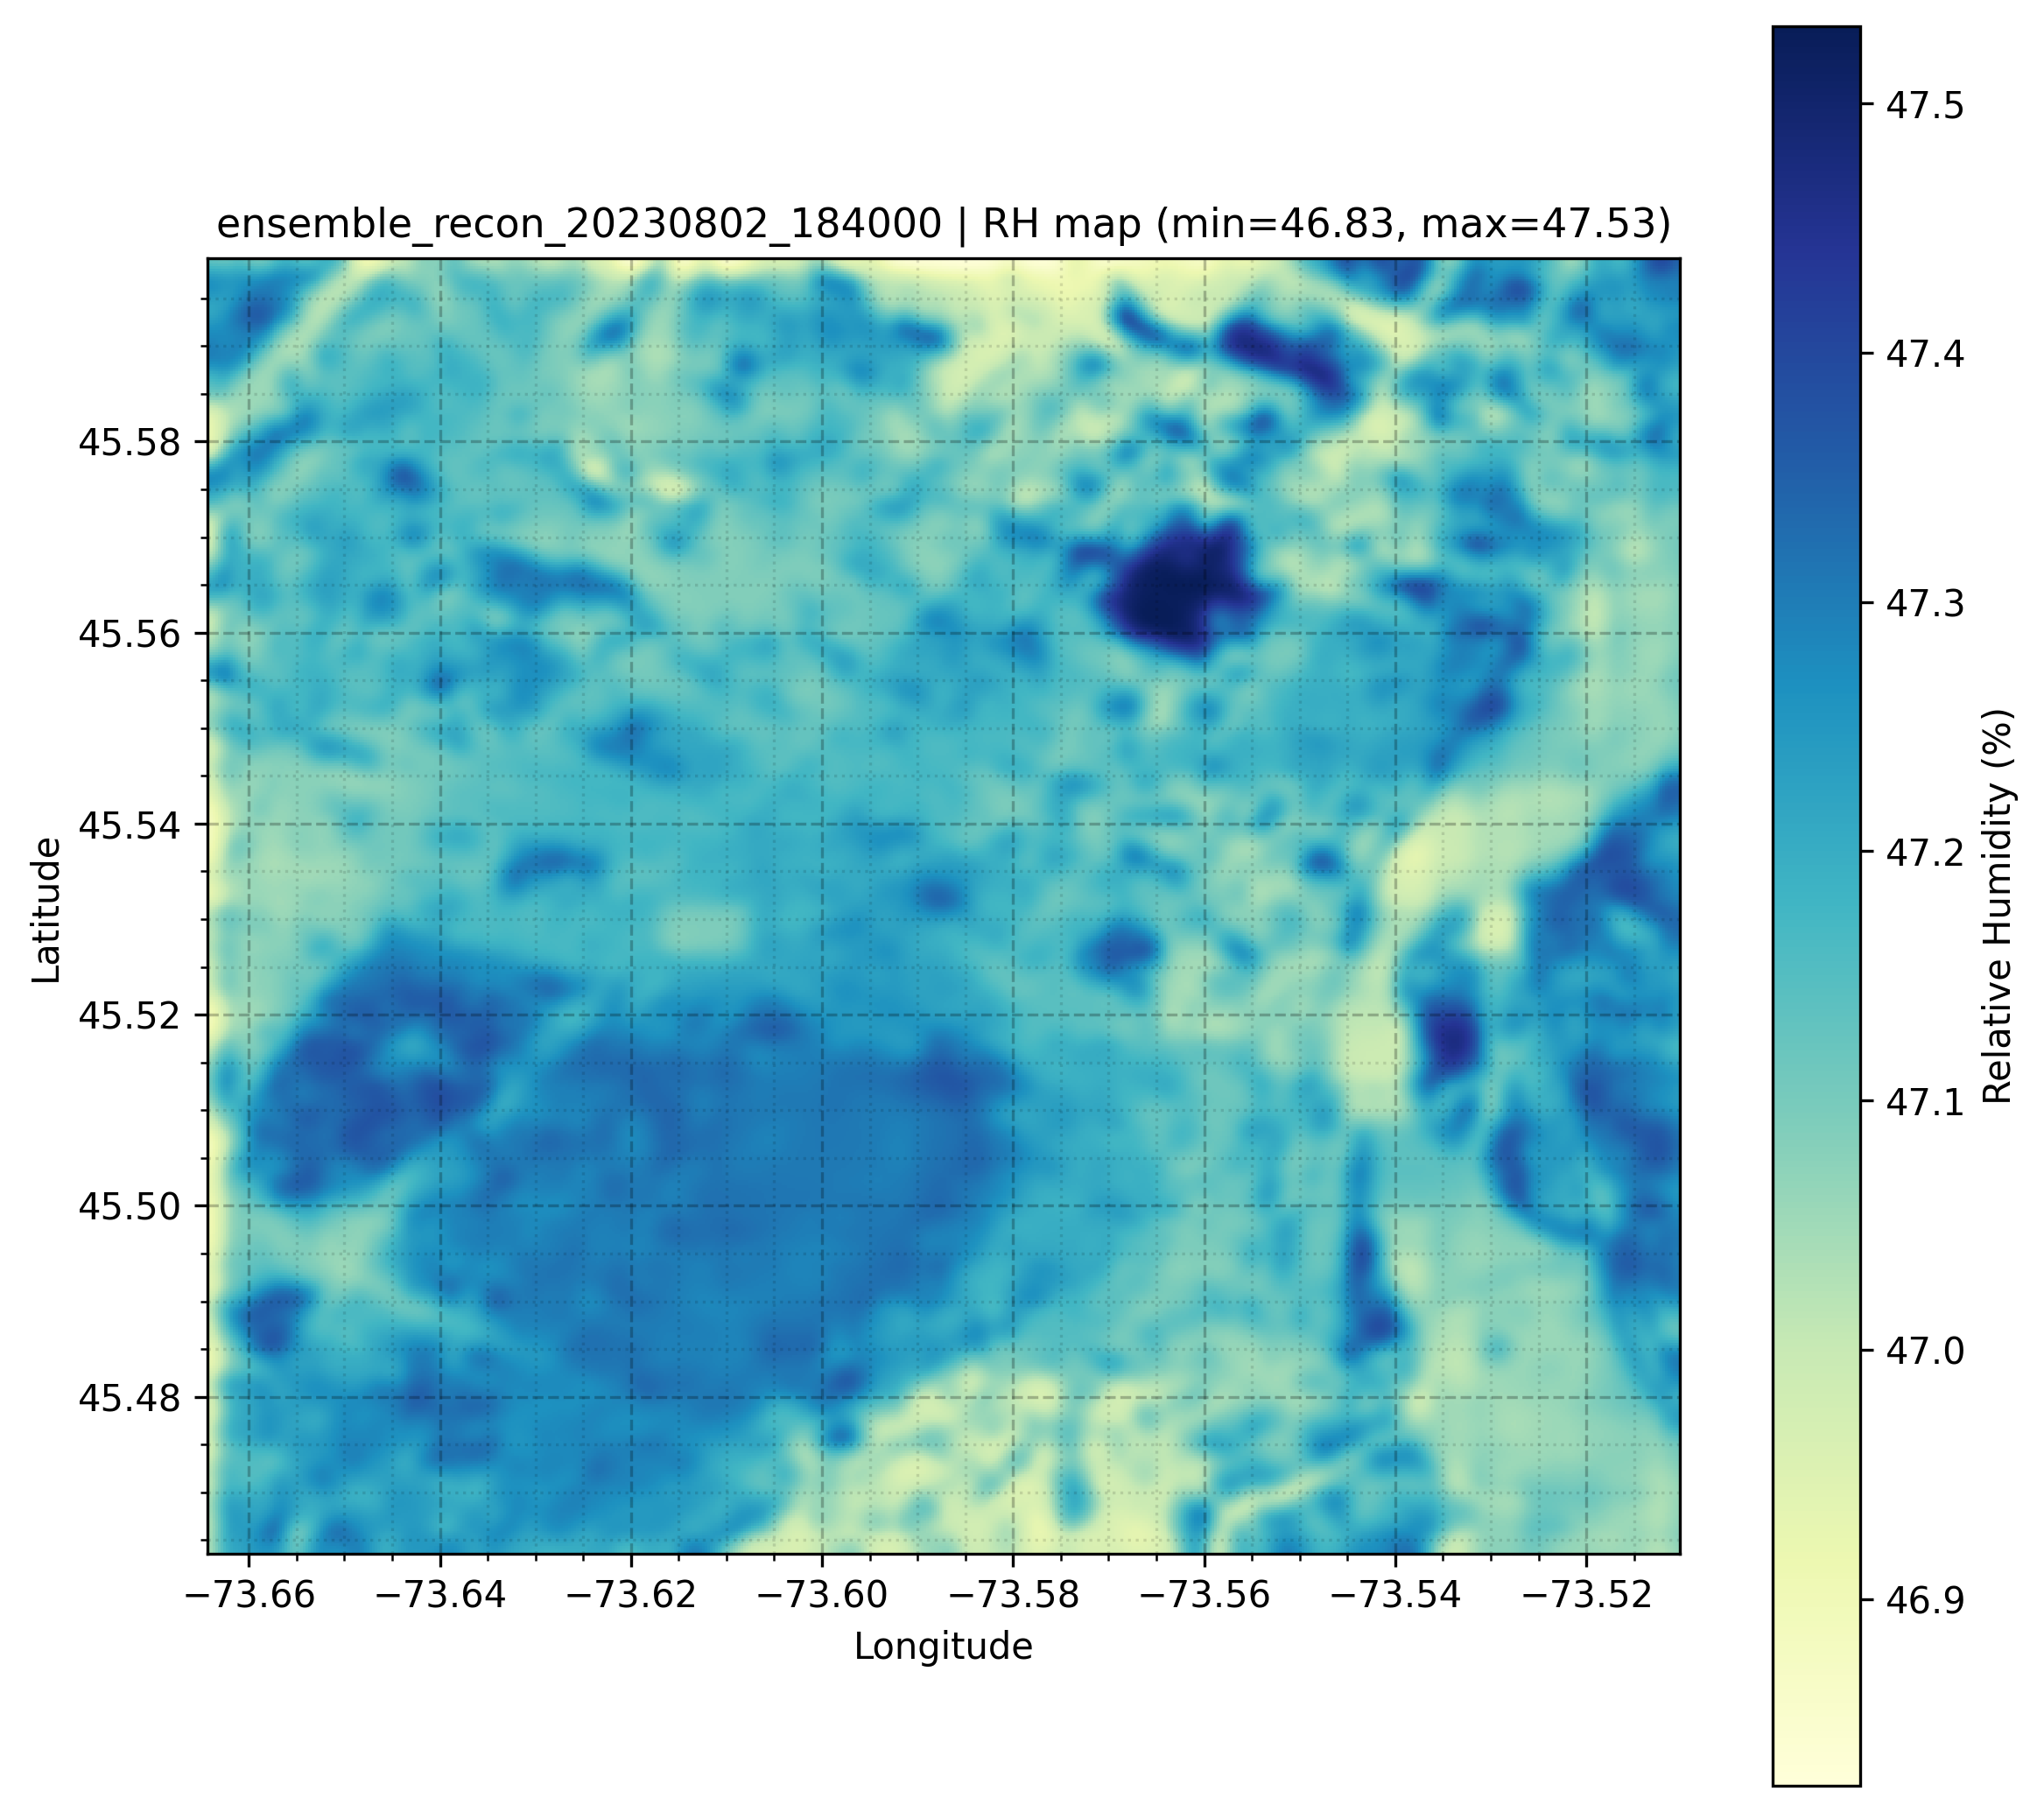 ensemble_recon_20230802_184000 | RH map (min=46.83, max=47.53)
47.5
47.4
47.3
47.2
47.1
47.0
46.9
Relative Humidity (%)
Latitude
45.58
45.56
45.54
45.52
45.50
45.48
−73.66 −73.64 −73.62 −73.60 −73.58 −73.56 −73.54 −73.52
Longitude